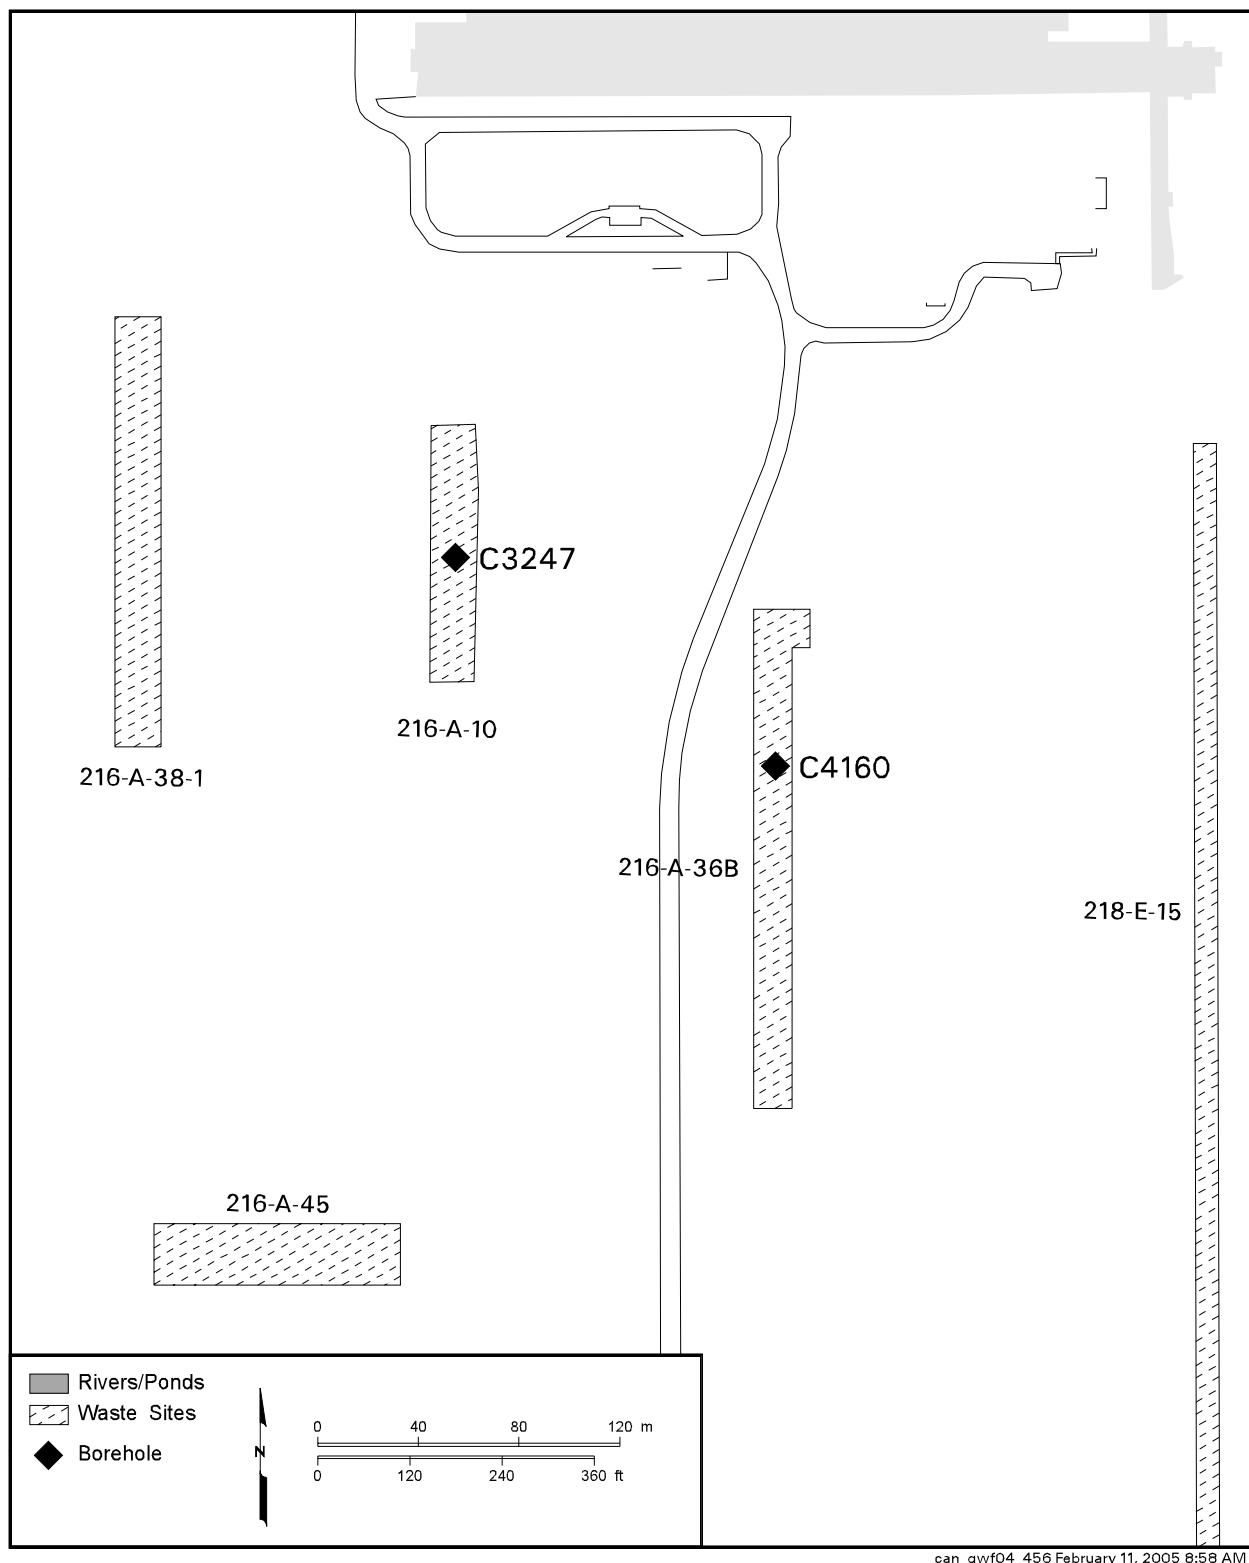 C3247
216-A-10
216-A-38-1
C4160
216-A-36B
218-E-15
216-A-45
Rivers/Ponds
Waste Sites
Borehole
N
0 40 80 120 m
0 120 240 360 ft
can_gwf04_456 February 11, 2005 8:58 AM